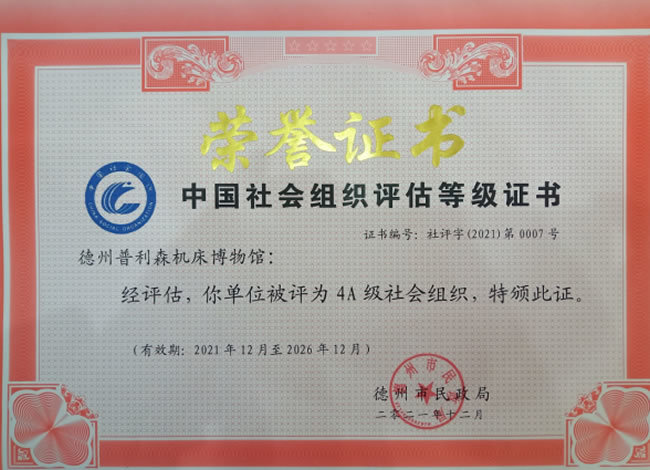 荣誉证书
中国社会组织评估等级证书
CHINA SOCIAL ORGANIZATION
证书编号：社评字(2021)第0007号
德州普利森机床博物馆：
经评估，你单位被评为4A级社会组织，特颁此证。
(有效期：2021年12月至2026年12月)
德州市民政局
二〇二一年十二月